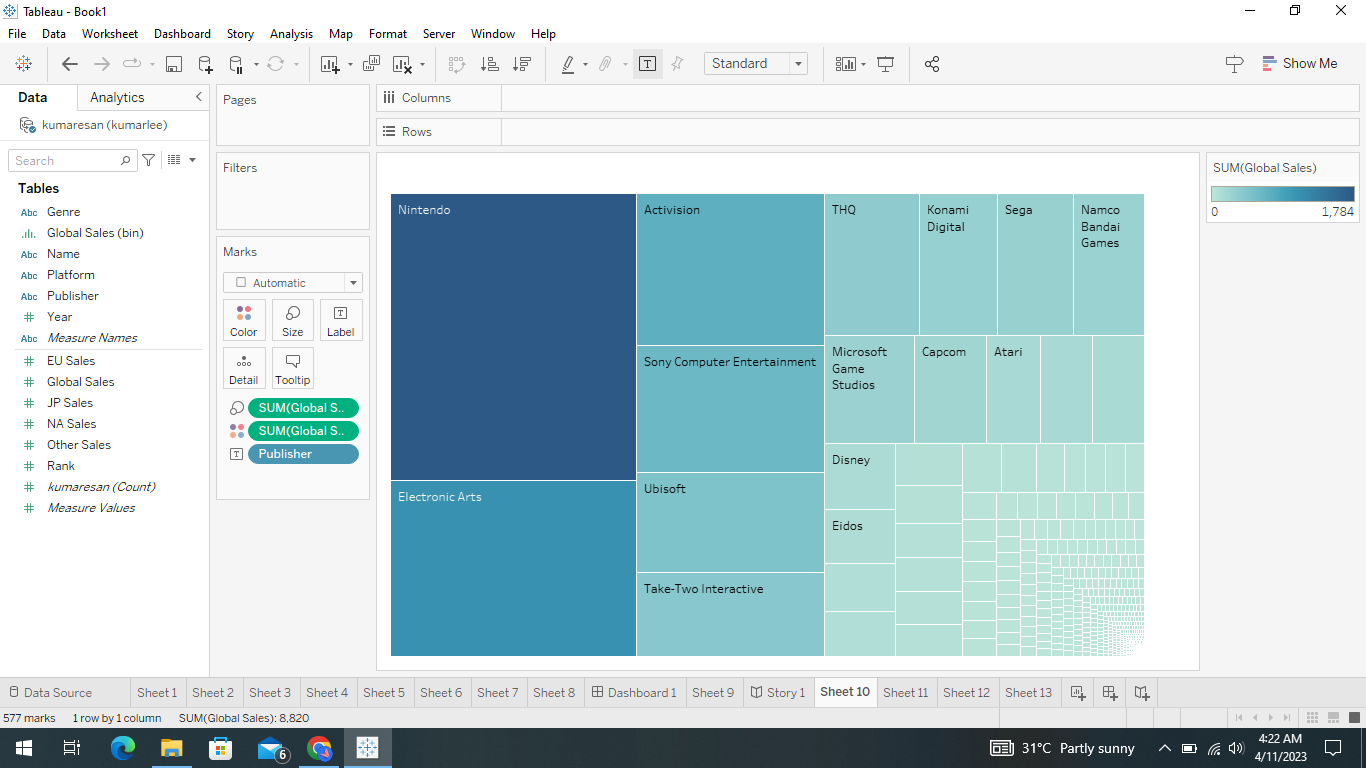 Tableau - Book1
File Data Worksheet Dashboard Story Analysis Map Format Server Window Help
Standard
Show Me
Data Analytics
Pages
Columns
kumaresan (kumarlee)
Rows
Search
Filters
SUM(Global Sales)
0 1,784
Tables
Abc Genre
Global Sales (bin)
Abc Name
Abc Platform
Abc Publisher
Year
Abc Measure Names
EU Sales
Global Sales
JP Sales
NA Sales
Other Sales
Rank
kumaresan (Count)
Measure Values
Marks
Automatic
Color Size Label
Detail Tooltip
SUM(Global S..
SUM(Global S..
Publisher
Nintendo
Electronic Arts
Activision
Sony Computer Entertainment
Ubisoft
Take-Two Interactive
THQ
Konami
Digital
Sega
Namco
Bandai
Games
Microsoft
Game
Studios
Capcom
Atari
Disney
Eidos
Data Source Sheet 1 Sheet 2 Sheet 3 Sheet 4 Sheet 5 Sheet 6 Sheet 7 Sheet 8 Dashboard 1 Sheet 9 Story 1 Sheet 10 Sheet 11 Sheet 12 Sheet 13
577 marks 1 row by 1 column SUM(Global Sales): 8,820
6
31°C Partly sunny
4:22 AM
4/11/2023